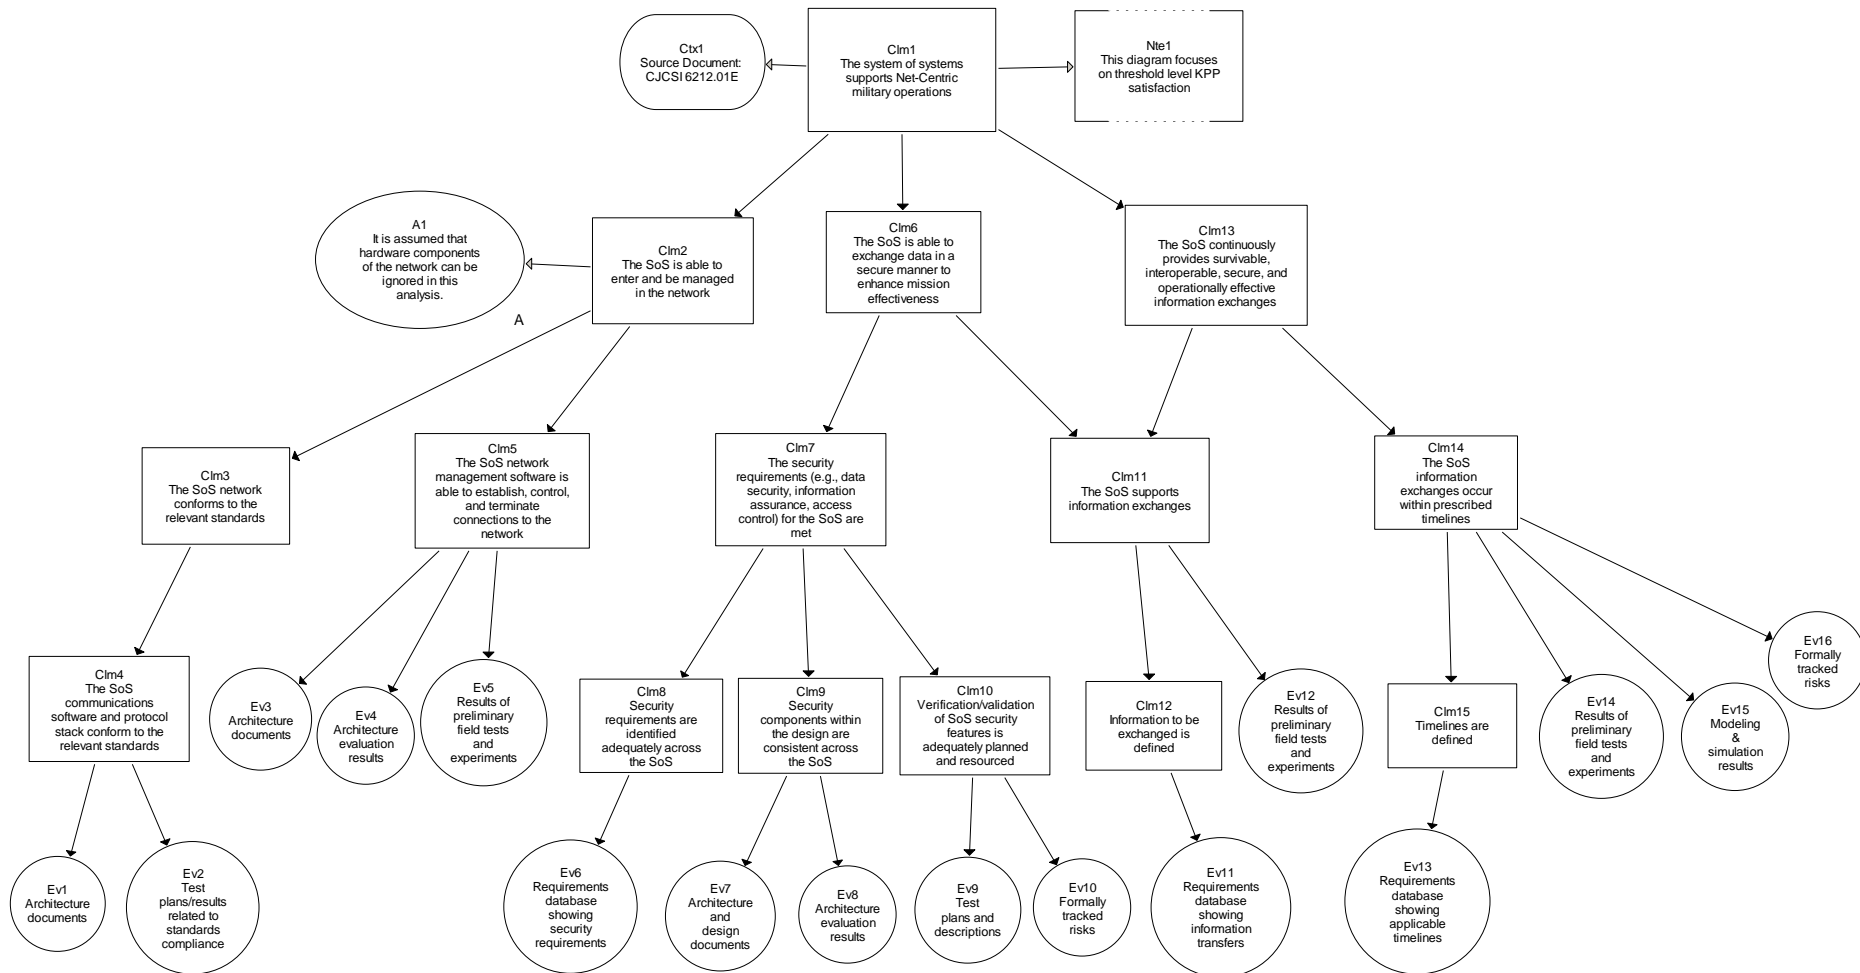 Ctx1
Source Document:
CJCSI 6212.01E
Clm1
The system of systems
supports Net-Centric
military operations
Nte1
This diagram focuses
on threshold level KPP
satisfaction
A1
It is assumed that
hardware components
of the network can be
ignored in this
analysis.
A
Clm2
The SoS is able to
enter and be managed
in the network
Clm6
The SoS is able to
exchange data in a
secure manner to
enhance mission
effectiveness
Clm13
The SoS continuously
provides survivable,
interoperable, secure, and
operationally effective
information exchanges
Clm3
The SoS network
conforms to the
relevant standards
Clm5
The SoS network
management software is
able to establish, control,
and terminate
connections to the
network
Clm7
The security
requirements (e.g., data
security, information
assurance, access
control) for the SoS are
met
Clm11
The SoS supports
information exchanges
Clm14
The SoS
information
exchanges occur
within prescribed
timelines
Clm4
The SoS
communications
software and protocol
stack conform to the
relevant standards
Ev3
Architecture
documents
Ev4
Architecture
evaluation
results
Ev5
Results of
preliminary
field tests
and
experiments
Clm8
Security
requirements are
identified
adequately across
the SoS
Clm9
Security
components within
the design are
consistent across
the SoS
Clm10
Verification/validation
of SoS security
features is
adequately planned
and resourced
Clm12
Information to be
exchanged is
defined
Ev12
Results of
preliminary
field tests
and
experiments
Clm15
Timelines are
defined
Ev14
Results of
preliminary
field tests
and
experiments
Ev15
Modeling
&
simulation
results
Ev16
Formally
tracked
risks
Ev1
Architecture
documents
Ev2
Test
plans/results
related to
standards
compliance
Ev6
Requirements
database
showing
security
requirements
Ev7
Architecture
and
design
documents
Ev8
Architecture
evaluation
results
Ev9
Test
plans and
descriptions
Ev10
Formally
tracked
risks
Ev11
Requirements
database
showing
information
transfers
Ev13
Requirements
database
showing
applicable
timelines